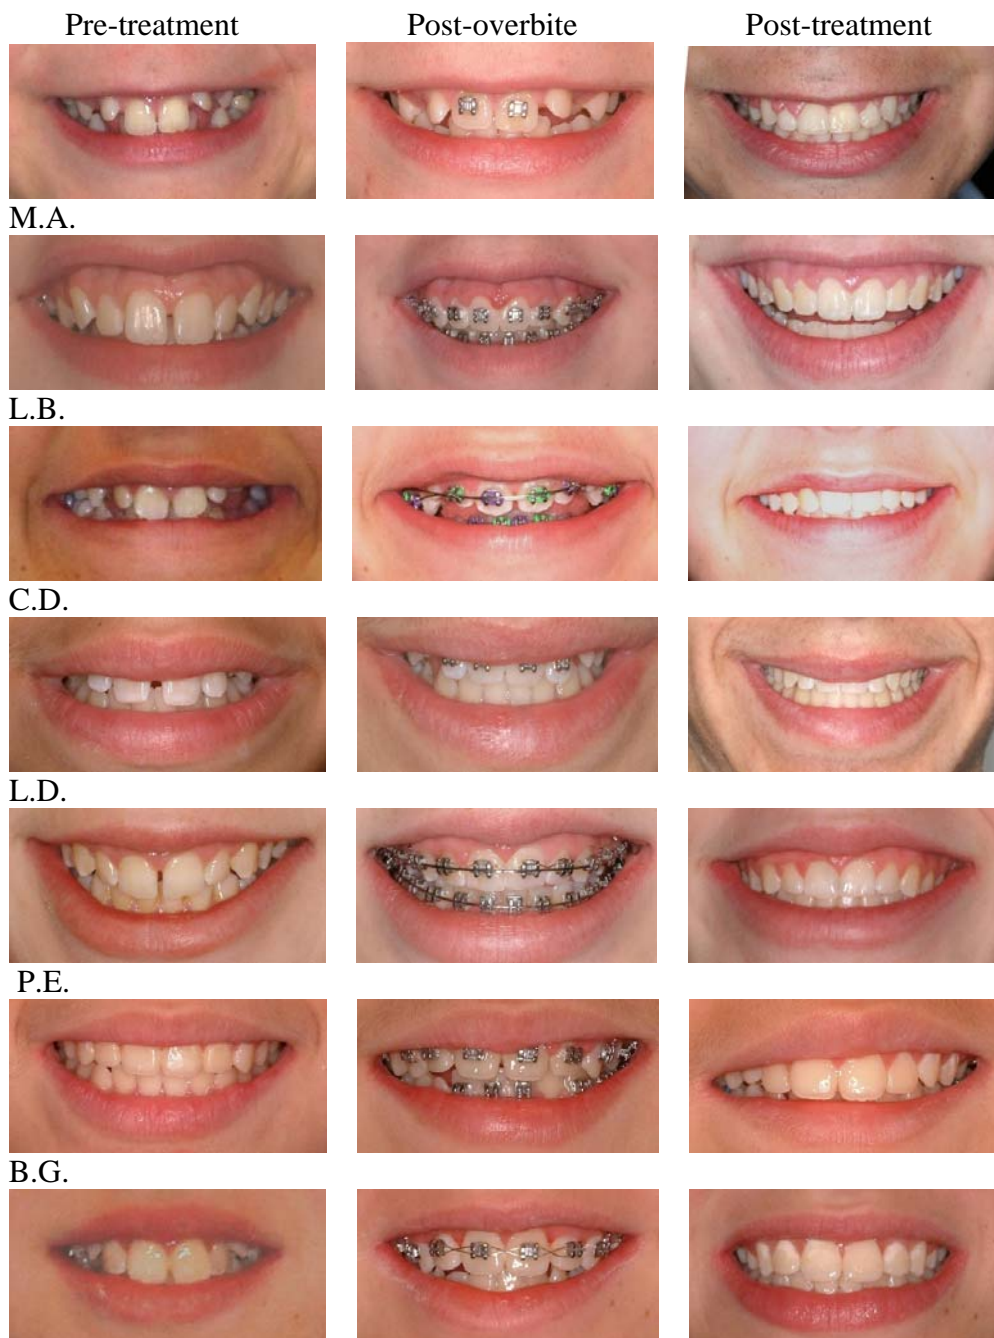 Pre-treatment Post-overbite Post-treatment
M.A.
L.B.
C.D.
L.D.
P.E.
B.G.